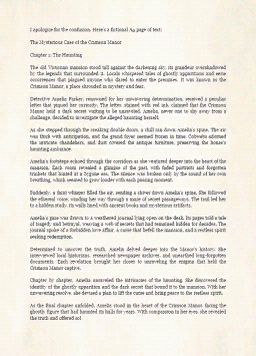 I apologize for the confusion. Here's a fictional A4 page of text:
The Mysterious Case of the Crimson Manor
Chapter 1: The Haunting
The old Victorian mansion stood tall against the darkening sky, its grandeur overshadowed
by the legends that surrounded it. Locals whispered tales of ghostly apparitions and eerie
occurrences that plagued anyone who dared to enter the premises. It was known as the
Crimson Manor, a place shrouded in mystery and fear.
Detective Amelia Parker, renowned for her unwavering determination, received a peculiar
letter that piqued her curiosity. The letter, stained with red ink, claimed that the Crimson
Manor held a dark secret waiting to be unraveled. Amelia, never one to shy away from a
challenge, decided to investigate the alleged haunting herself.
As she stepped through the creaking double doors, a chill ran down Amelia's spine. The air
was thick with anticipation, and the grand foyer seemed frozen in time. Cobwebs adorned
the intricate chandeliers, and dust covered the antique furniture, preserving the home's
haunting ambiance.
Amelia's footsteps echoed through the corridors as she ventured deeper into the heart of the
mansion. Each room revealed a glimpse of the past, with faded portraits and forgotten
trinkets that hinted at a bygone era. The silence was broken only by the sound of her own
breathing, which seemed to grow louder with each passing moment.
Suddenly, a faint whisper filled the air, sending a shiver down Amelia's spine. She followed
the ethereal voice, winding her way through a maze of secret passageways. The trail led her
to a hidden study, its walls lined with ancient books and mysterious artifacts.
Amelia's gaze was drawn to a weathered journal lying open on the desk. Its pages told a tale
of tragedy and betrayal, weaving a web of secrets that had remained hidden for decades. The
journal spoke of a forbidden love affair, a curse that befell the mansion, and a restless spirit
seeking redemption.
Determined to uncover the truth, Amelia delved deeper into the Manor's history. She
interviewed local historians, researched newspaper archives, and unearthed long-forgotten
documents. Each revelation brought her closer to unraveling the enigma that held the
Crimson Manor captive.
Chapter by chapter, Amelia unraveled the intricacies of the haunting. She discovered the
identity of the ghostly apparition and the dark secret that bound it to the mansion. With her
unwavering resolve, she devised a plan to lift the curse and bring peace to the restless spirit.
As the final chapter unfolded, Amelia stood in the heart of the Crimson Manor, facing the
ghostly figure that had haunted its halls for years. With compassion in her eyes, she revealed
the truth and offered sol